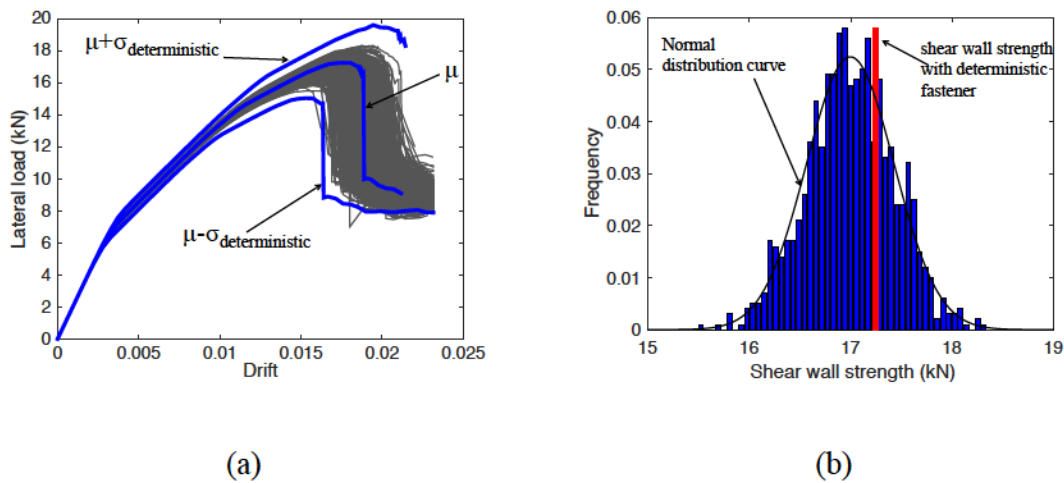 20
18
16
14
12
10
8
6
4
2
0
Lateral load (kN)
μ+σdeterministic
μ
μ-σdeterministic
0
0.005
0.01
0.015
0.02
0.025
Drift
(a)
0.06
0.05
0.04
0.03
0.02
0.01
0
Frequency
Normal
distribution curve
shear wall strength
with deterministic
fastener
15
16
17
18
19
Shear wall strength (kN)
(b)